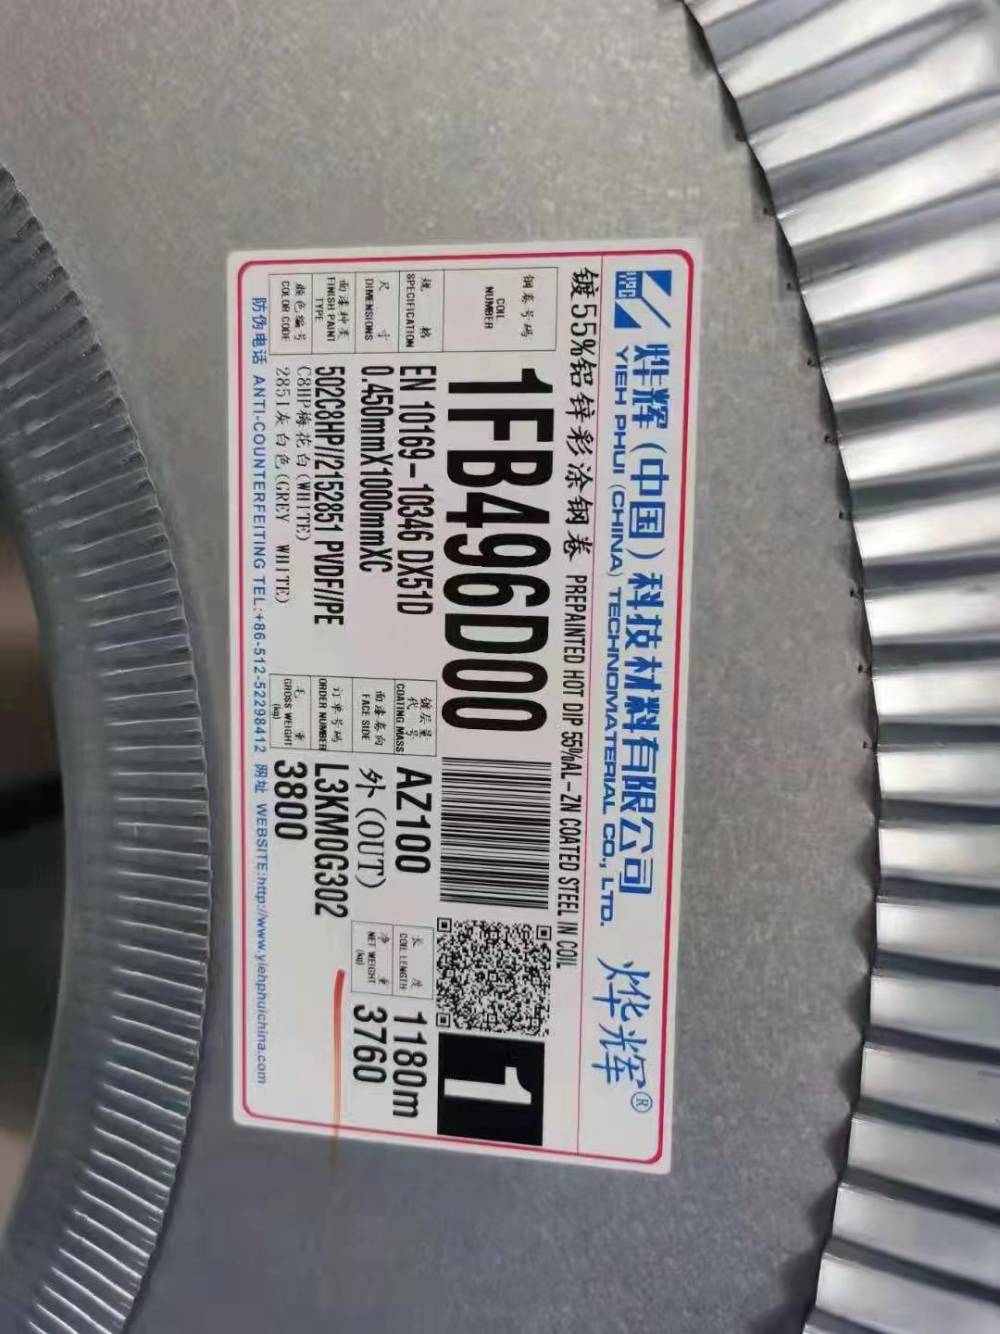 YPC 烨辉(中国)科技材料有限公司 烨辉®
YIEH PHUI (CHINA) TECHNOMATERIAL CO., LTD.
镀55%铝锌彩涂钢卷 PREPAINTED HOT DIP 55%AL-ZN COATED STEEL IN COIL
钢卷号码
COIL NUMBER
1FB496D00
1
规格
SPECIFICATION
EN 10169-10346 DX51D
镀层重代号
COATING MASS
AZ100
长度
COIL LENGTH
1180m
尺寸
DIMENSIONS
0.450mmX1000mmXC
面漆卷向
FACE SIDE
外(OUT)
净重
NET WEIGHT
(kg)
3760
面漆种类
FINISH PAINT TYPE
502C8HP//2152851 PVDF//PE
订单号码
ORDER NUMBER
L3KM0G302
颜色编号
COLOR CODE
C8HP梅花白(WHITE)
2851灰白色(GREY WHITE)
毛重
GROSS WEIGHT
(kg)
3800
防伪电话 ANTI-COUNTERFEITING TEL:+86-512-52298412 网址 WEBSITE:http://www.yiehphuichina.com